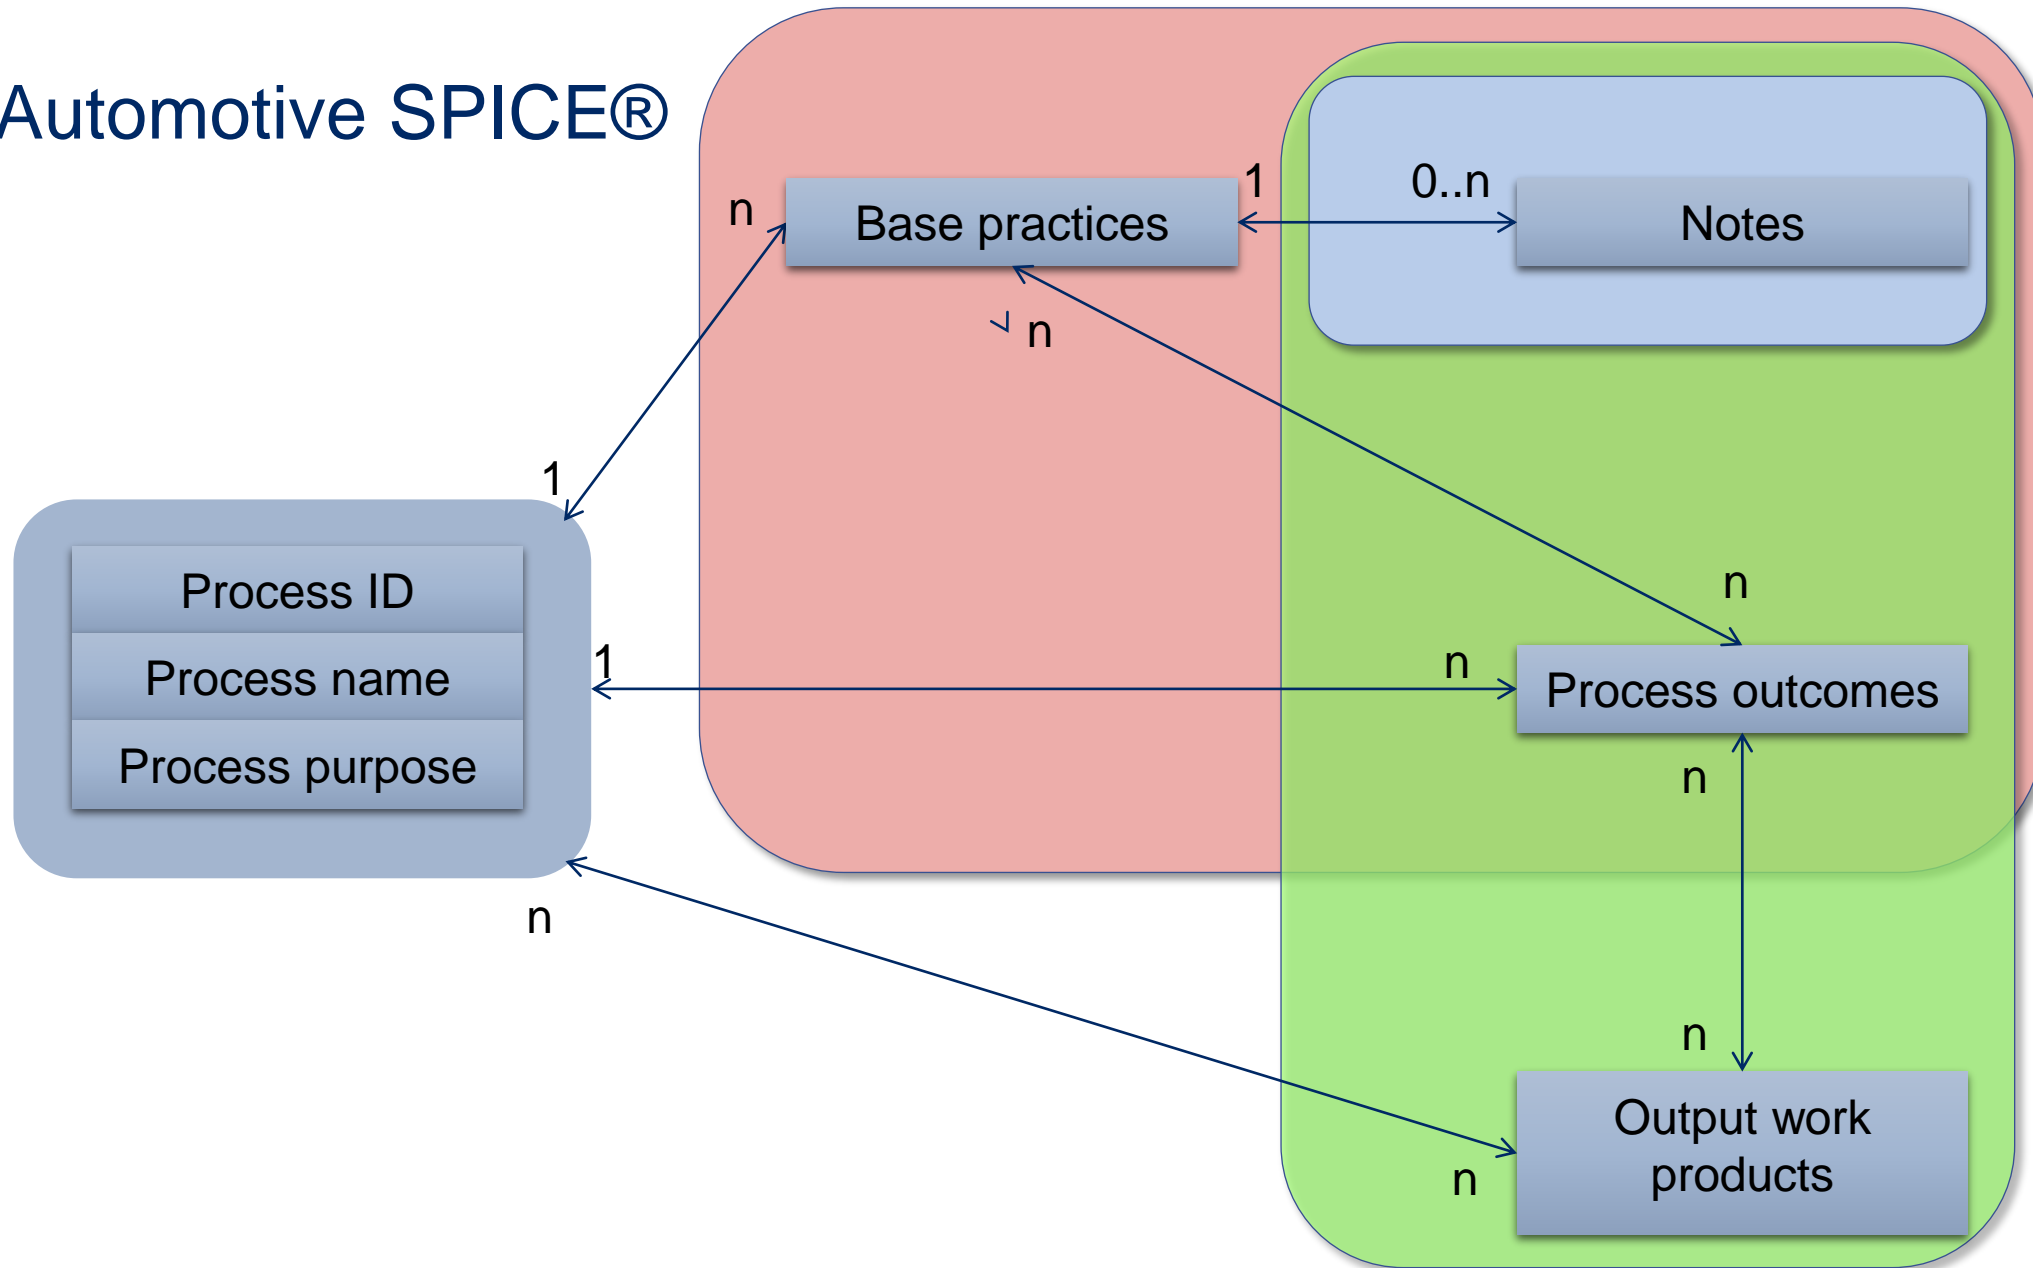 Automotive SPICE®
1
0..n
n
Base practices
Notes
n
1
n
Process ID
1
n
Process name
Process outcomes
Process purpose
n
n
n
Output work
products
n